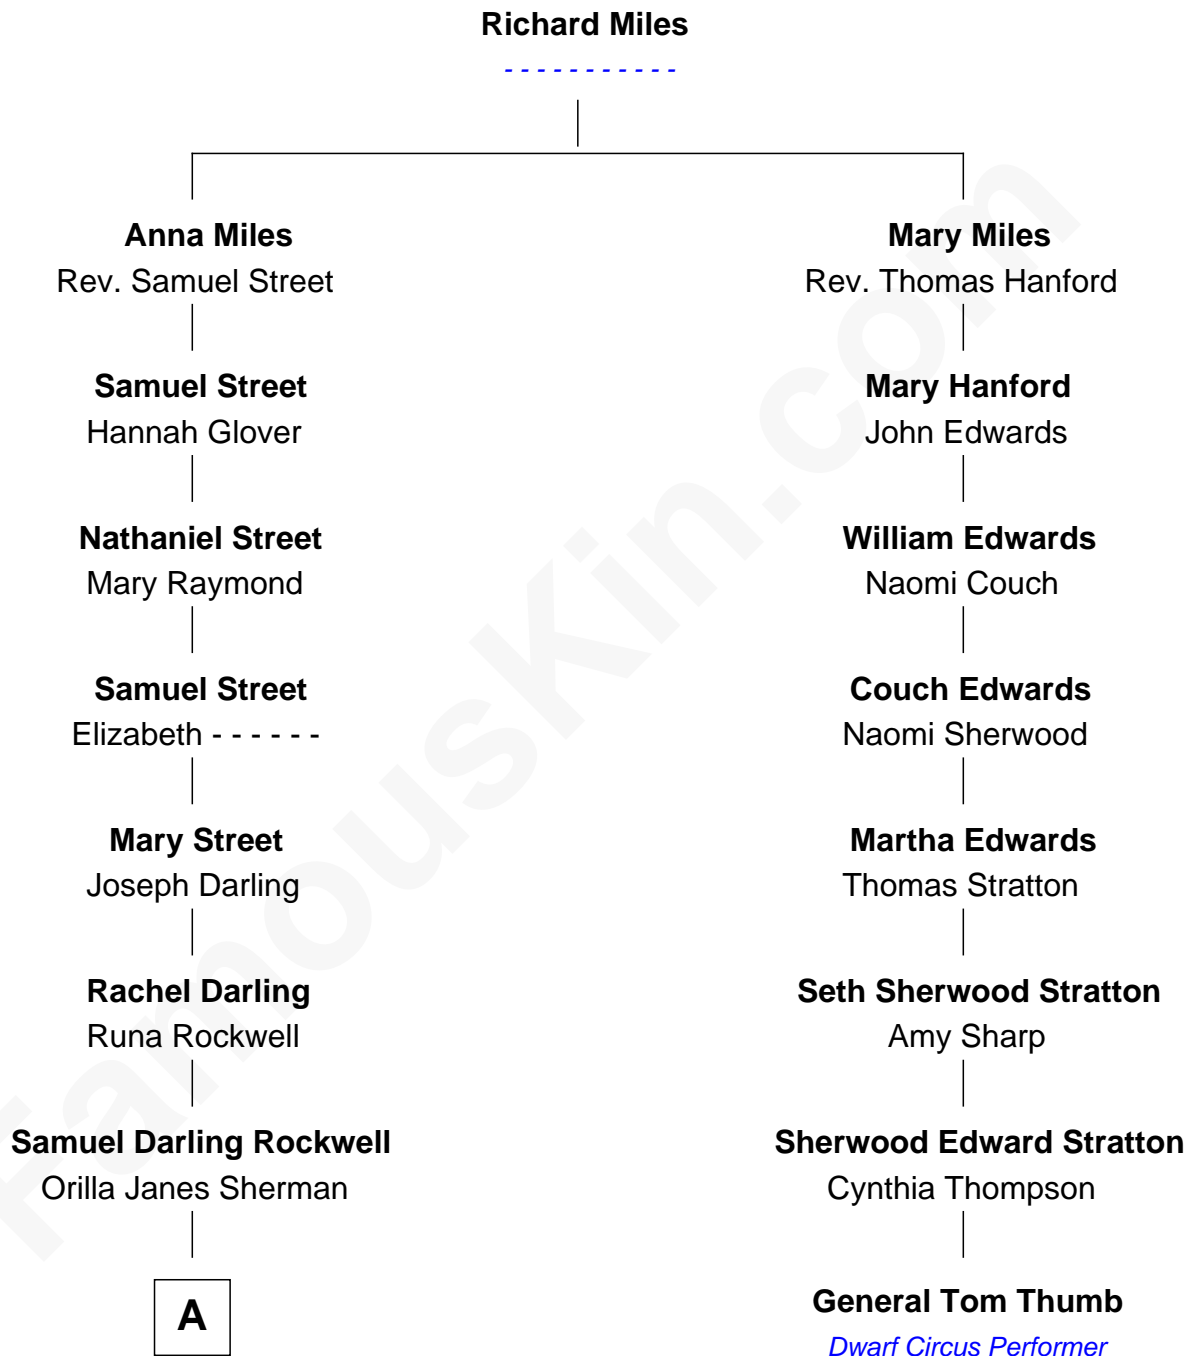 Richard Miles
- - - - - - - - - - -
Anna Miles
Rev. Samuel Street
Mary Miles
Rev. Thomas Hanford
Samuel Street
Hannah Glover
Mary Hanford
John Edwards
Nathaniel Street
Mary Raymond
William Edwards
Naomi Couch
Samuel Street
Elizabeth - - - - - -
Couch Edwards
Naomi Sherwood
Mary Street
Joseph Darling
Martha Edwards
Thomas Stratton
Rachel Darling
Runa Rockwell
Seth Sherwood Stratton
Amy Sharp
Samuel Darling Rockwell
Orilla Janes Sherman
Sherwood Edward Stratton
Cynthia Thompson
A
General Tom Thumb
Dwarf Circus Performer
FamousKin.com